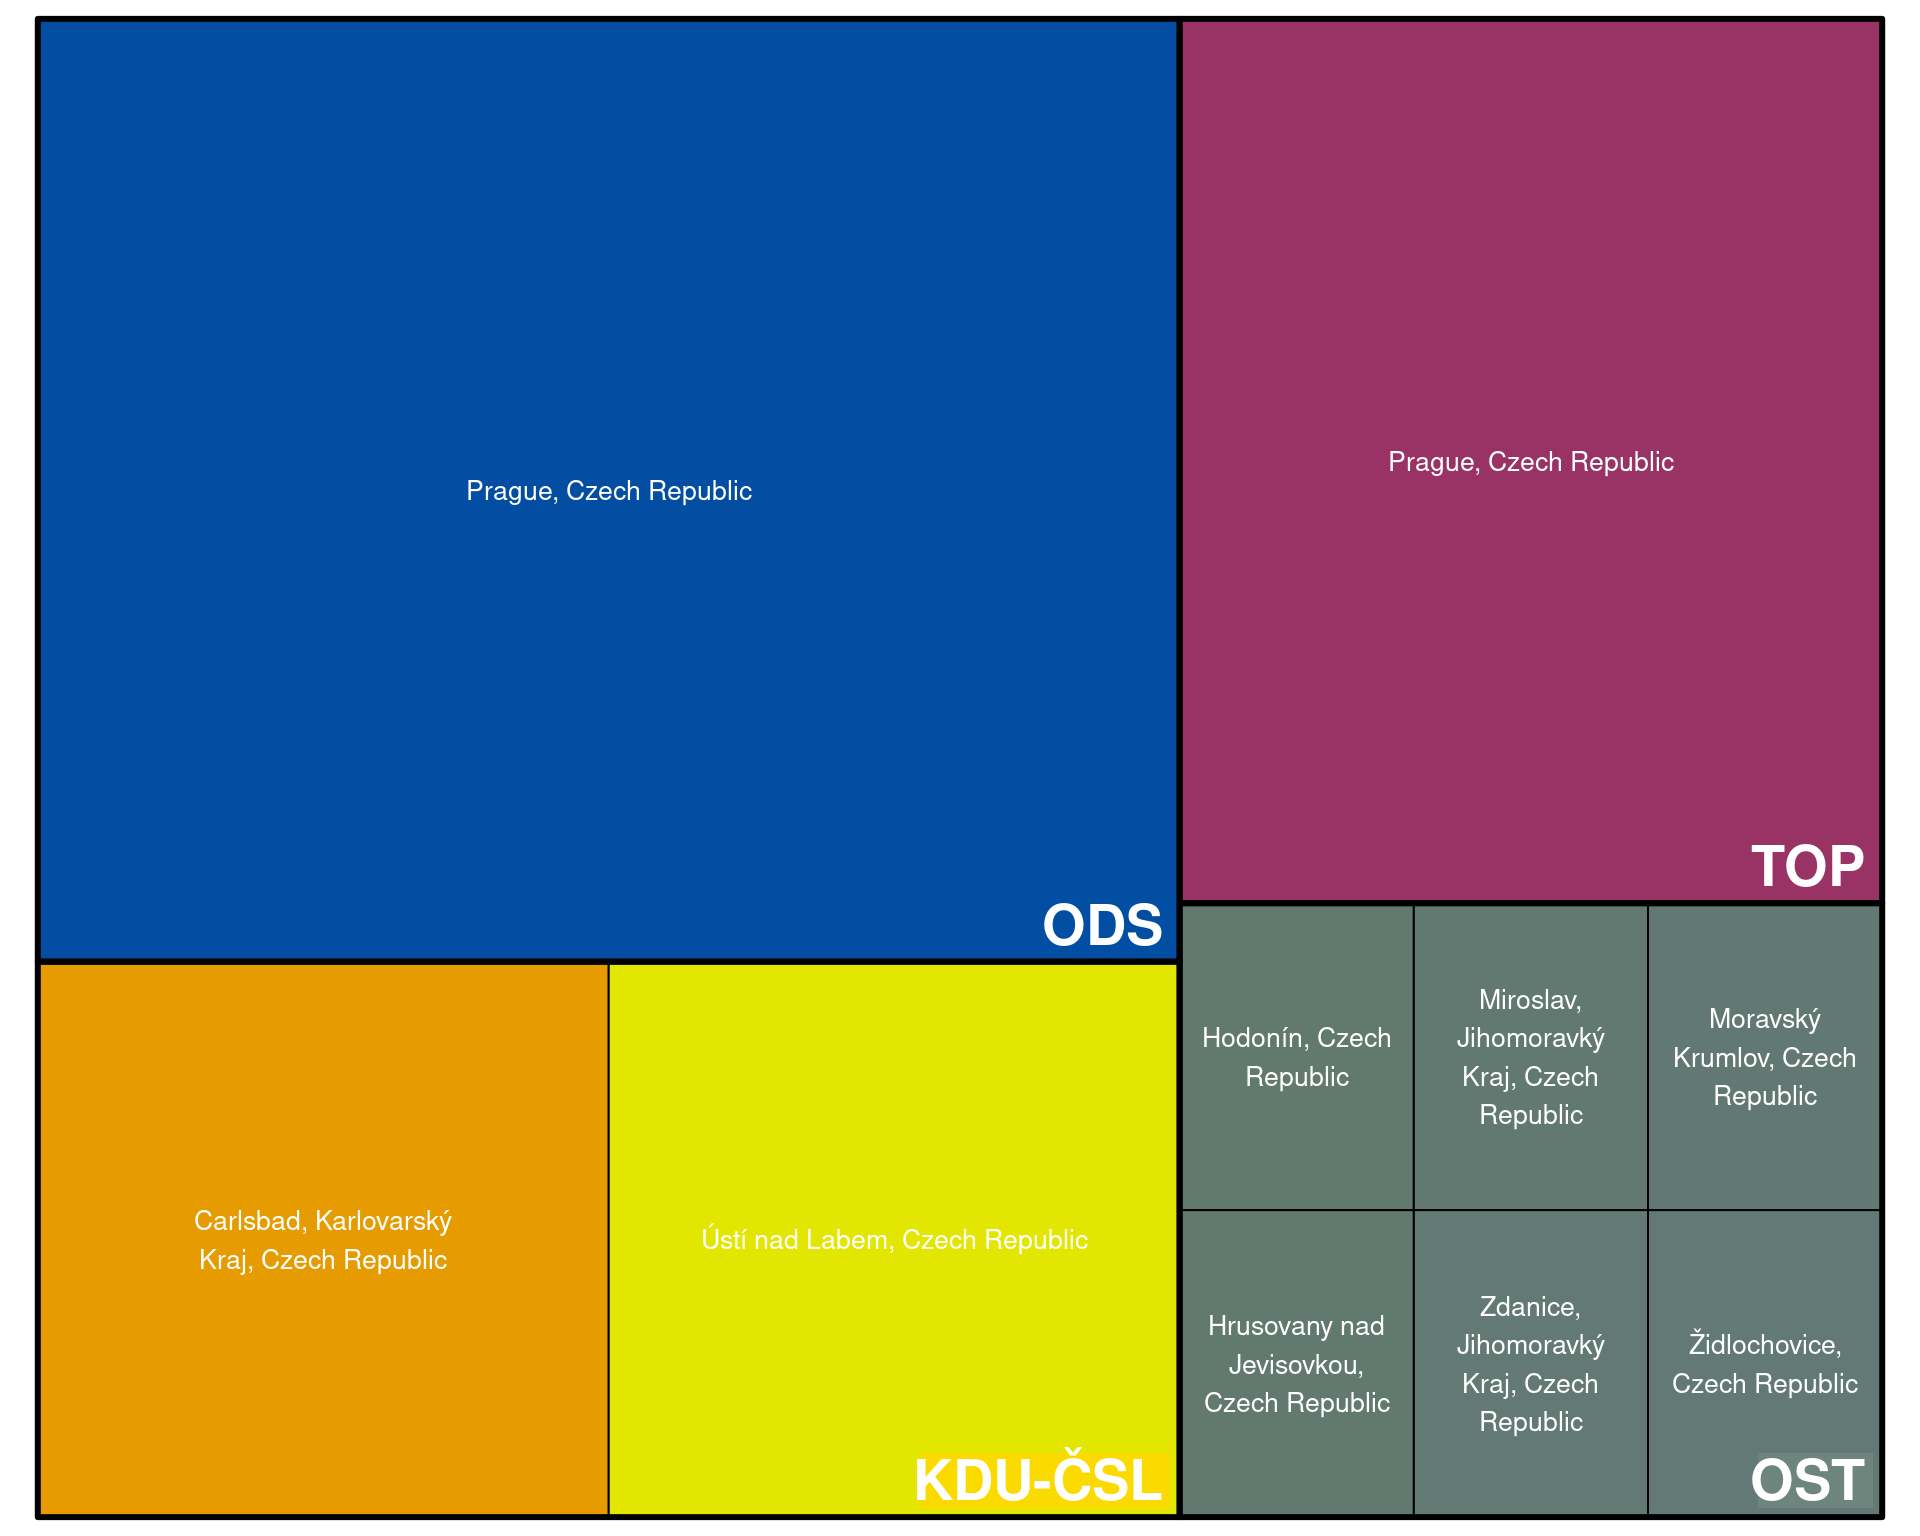 Prague, Czech Republic
ODS
Prague, Czech Republic
TOP
Carlsbad, Karlovarský
Kraj, Czech Republic
Ústí nad Labem, Czech Republic
KDU-ČSL
Hodonín, Czech
Republic
Miroslav,
Jihomoravký
Kraj, Czech
Republic
Moravský
Krumlov, Czech
Republic
Hrusovany nad
Jevisovkou,
Czech Republic
Zdanice,
Jihomoravký
Kraj, Czech
Republic
Židlochovice,
Czech Republic
OST